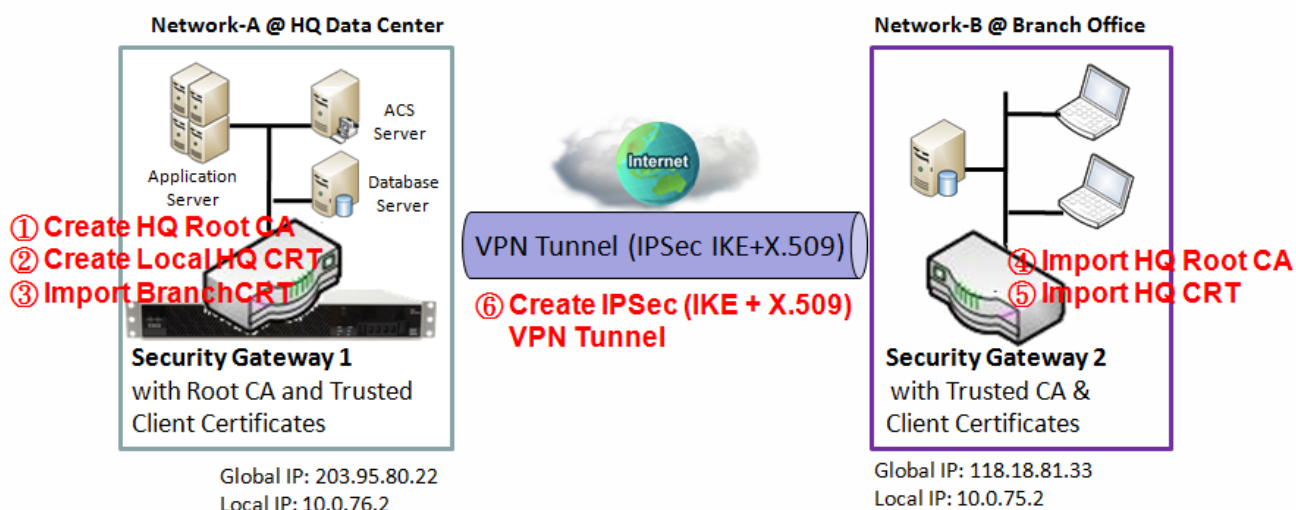 Network-A @ HQ Data Center
Network-B @ Branch Office
ACS
Server
Application
Server
Database
Server
① Create HQ Root CA
② Create Local HQ CRT
③ Import BranchCRT
Internet
VPN Tunnel (IPSec IKE+X.509)
⑥ Create IPSec (IKE + X.509)
VPN Tunnel
④ Import HQ Root CA
⑤ Import HQ CRT
Security Gateway 1
with Root CA and Trusted
Client Certificates
Security Gateway 2
with Trusted CA &
Client Certificates
Global IP: 203.95.80.22
Local IP: 10.0.76.2
Global IP: 118.18.81.33
Local IP: 10.0.75.2